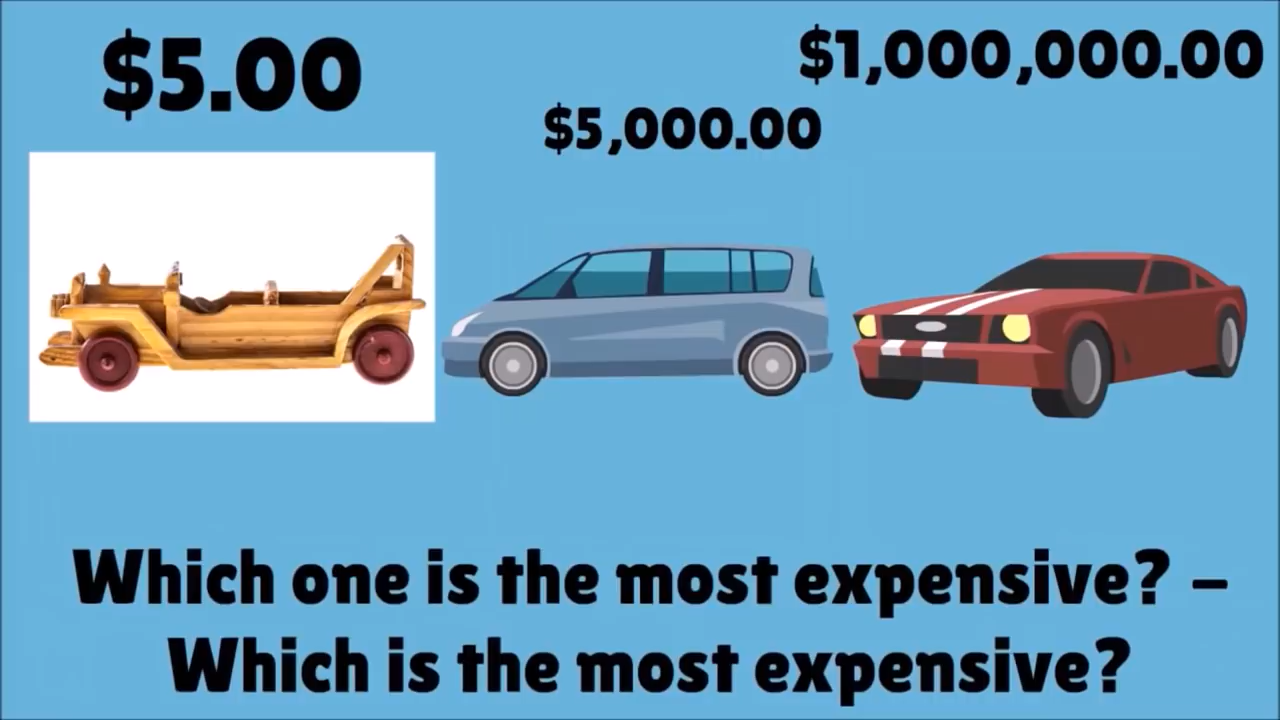 $5.00
$5,000.00
$1,000,000.00
Which one is the most expensive? –
Which is the most expensive?